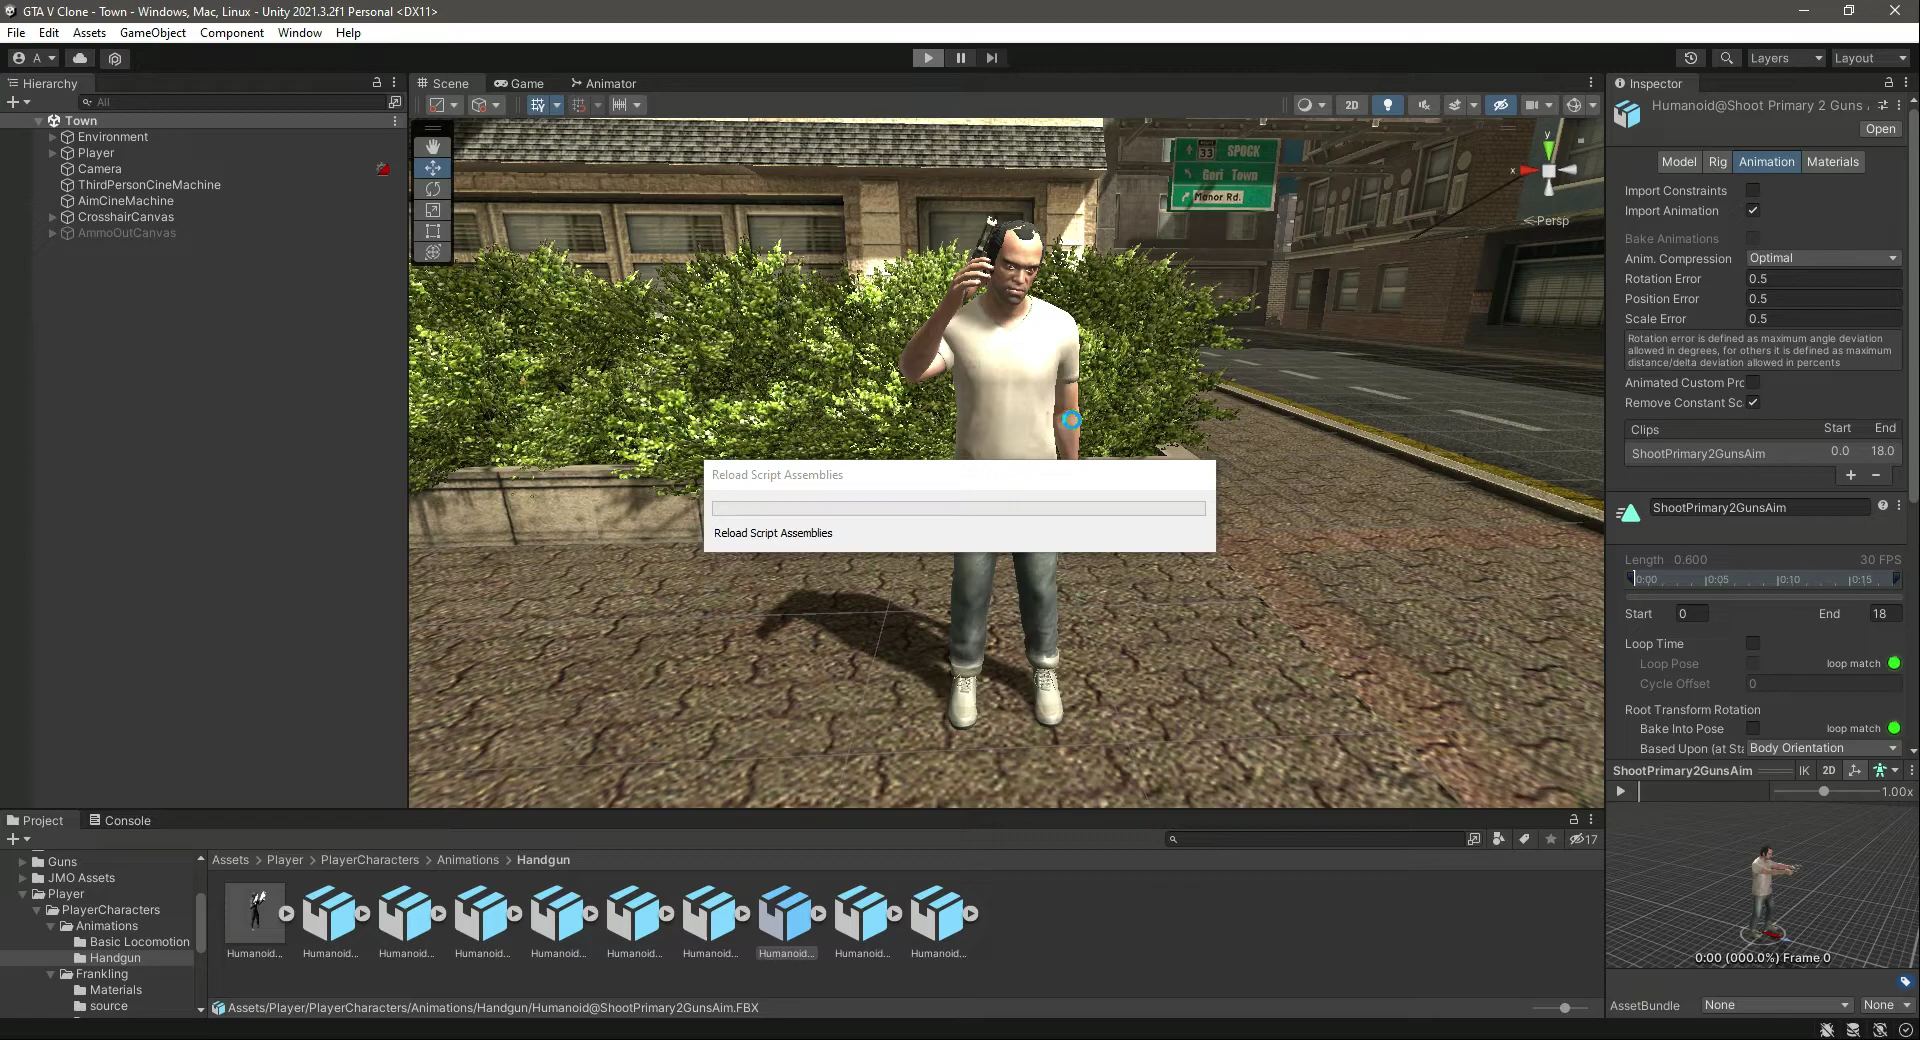 GTA V Clone - Town - Windows, Mac, Linux - Unity 2021.3.2f1 Personal <DX11>
File Edit Assets GameObject Component Window Help
A
Layers Layout
Hierarchy
All
Town
Environment
Player
Camera
ThirdPersonCineMachine
AimCineMachine
CrosshairCanvas
AmmoOutCanvas
Scene Game Animator
2D
ROUTE 33 SPOCK
Gori Town
Manor Rd.
y
x
Persp
Reload Script Assemblies
Reload Script Assemblies
Inspector
Humanoid@Shoot Primary 2 Guns
Open
Model Rig Animation Materials
Import Constraints
Import Animation
Bake Animations
Anim. Compression Optimal
Rotation Error 0.5
Position Error 0.5
Scale Error 0.5
Rotation error is defined as maximum angle deviation
allowed in degrees, for others it is defined as maximum
distance/delta deviation allowed in percents
Animated Custom Pro
Remove Constant Sc
Clips Start End
ShootPrimary2GunsAim 0.0 18.0
+ −
ShootPrimary2GunsAim
Length 0.600 30 FPS
0:00 0:05 0:10 0:15
Start 0 End 18
Loop Time
Loop Pose loop match
Cycle Offset 0
Root Transform Rotation
Bake Into Pose loop match
Based Upon (at Sta Body Orientation
ShootPrimary2GunsAim IK 2D
1.00x
0:00 (000.0%) Frame 0
AssetBundle None None
Project Console
17
Guns
JMO Assets
Player
PlayerCharacters
Animations
Basic Locomotion
Handgun
Frankling
Materials
source
Assets > Player > PlayerCharacters > Animations > Handgun
Humanoid... Humanoid... Humanoid... Humanoid... Humanoid... Humanoid... Humanoid... Humanoid... Humanoid... Humanoid...
Assets/Player/PlayerCharacters/Animations/Handgun/Humanoid@ShootPrimary2GunsAim.FBX